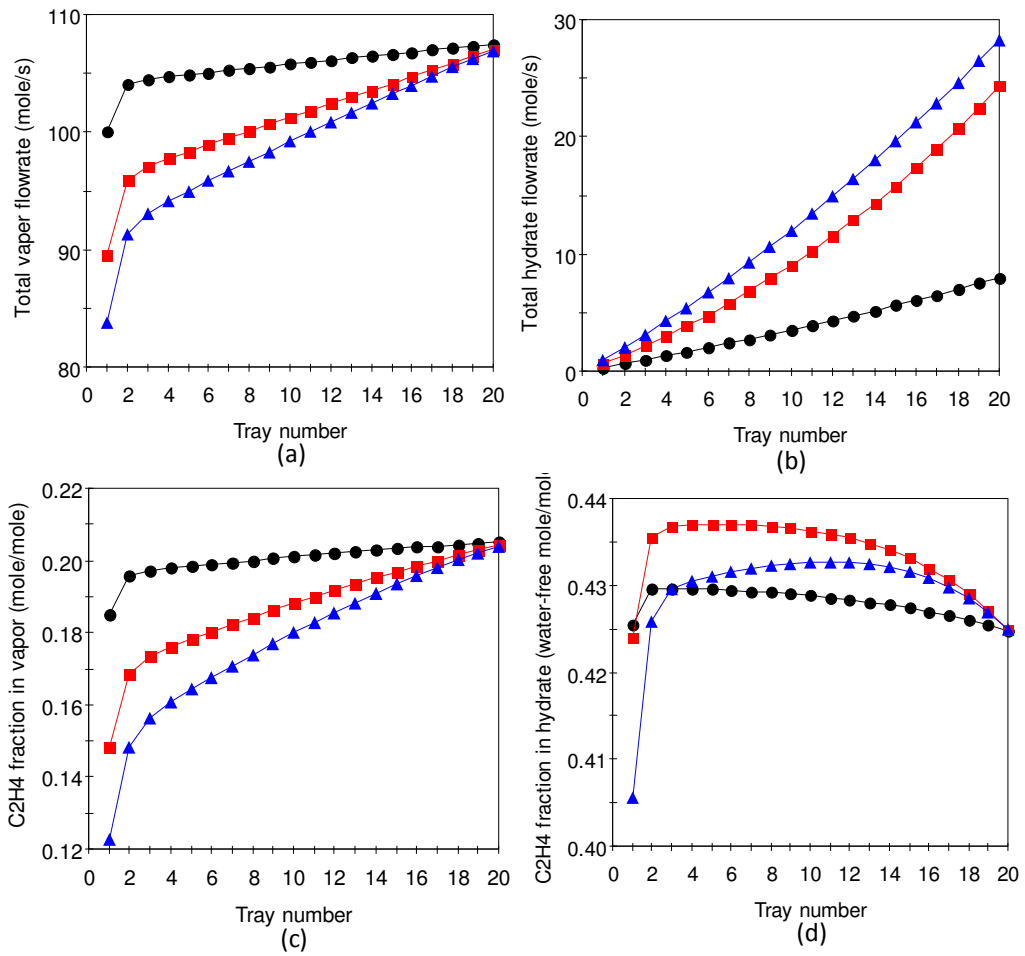 110
100
90
80
Total vaper flowrate (mole/s)
0 2 4 6 8 10 12 14 16 18 20
Tray number
(a)
30
20
10
0
Total hydrate flowrate (mole/s)
0 2 4 6 8 10 12 14 16 18 20
Tray number
(b)
0.22
0.20
0.18
0.16
0.14
0.12
C2H4 fraction in vapor (mole/mole)
0 2 4 6 8 10 12 14 16 18 20
Tray number
(c)
0.44
0.43
0.42
0.41
0.40
C2H4 fraction in hydrate (water-free mole/mol
0 2 4 6 8 10 12 14 16 18 20
Tray number
(d)